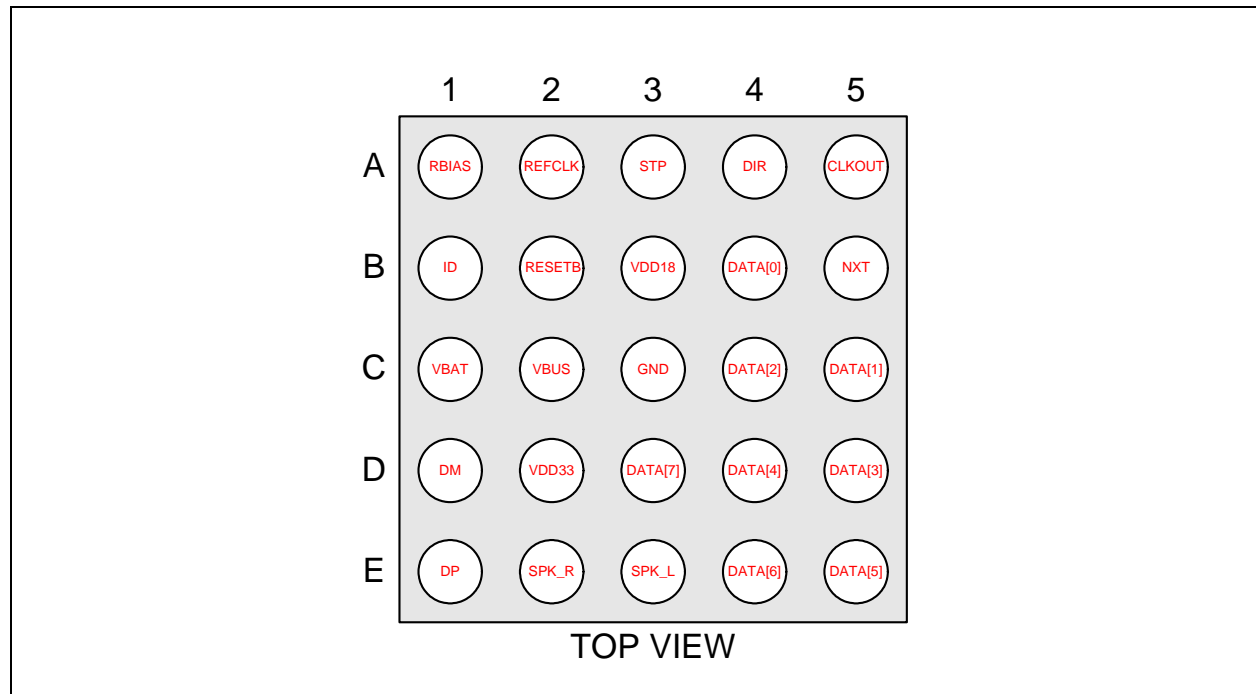 1 2 3 4 5
A RBIAS REFCLK STP DIR CLKOUT
B ID RESETB VDD18 DATA[0] NXT
C VBAT VBUS GND DATA[2] DATA[1]
D DM VDD33 DATA[7] DATA[4] DATA[3]
E DP SPK_R SPK_L DATA[6] DATA[5]
TOP VIEW